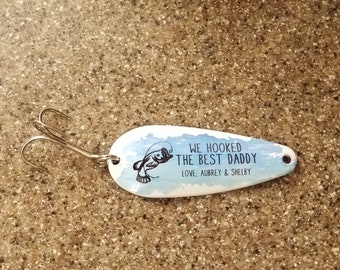 WE HOOKED
THE BEST DADDY
LOVE, AUBREY & SHELBY